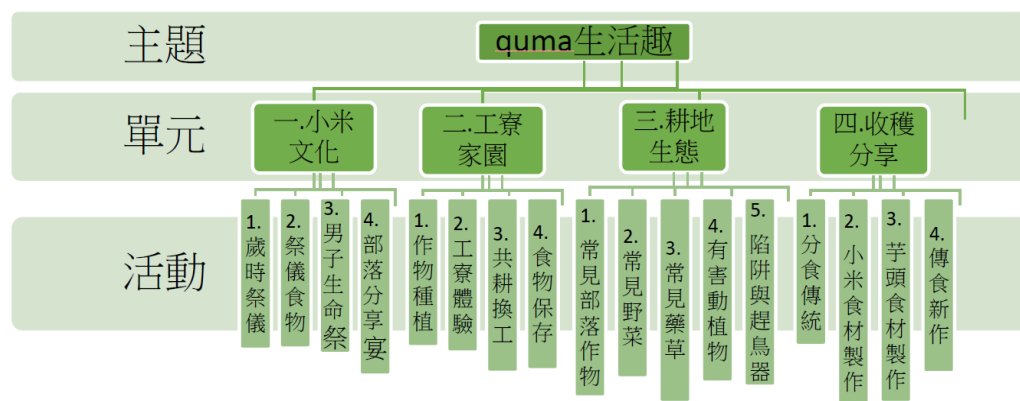 主題
quma生活趣
單元
一.小米
文化
二.工寮
家園
三.耕地
生態
四.收穫
分享
活動
1.歲時祭儀
2.祭儀食物
3.男子生命祭
4.部落分享宴
1.作物種植
2.工寮體驗
3.共耕換工
4.食物保存
1.常見部落作物
2.常見野菜
3.常見藥草
4.有害動植物
5.陷阱與趕鳥器
1.分食傳統
2.小米食材製作
3.芋頭食材製作
4.傳食新作